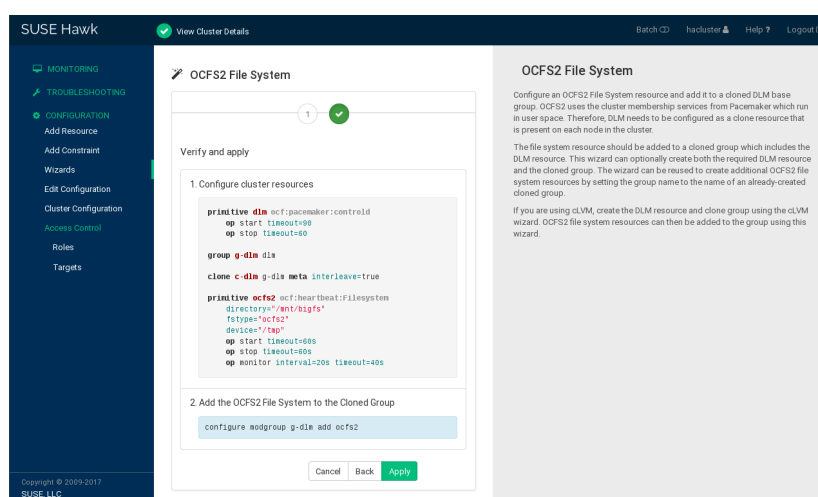 SUSE Hawk
View Cluster Details
Batch
hacluster
Help ?
Logout
MONITORING
TROUBLESHOOTING
CONFIGURATION
Add Resource
Add Constraint
Wizards
Edit Configuration
Cluster Configuration
Access Control
Roles
Targets
Copyright © 2009-2017
SUSE, LLC
OCFS2 File System
1
Verify and apply
1. Configure cluster resources
primitive dlm ocf:pacemaker:controld
op start timeout=90
op stop timeout=60
group g-dlm dlm
clone c-dlm g-dlm meta interleave=true
primitive ocfs2 ocf:heartbeat:Filesystem
directory="/mnt/bigfs"
fstype="ocfs2"
device="/tmp"
op start timeout=60s
op stop timeout=60s
op monitor interval=20s timeout=40s
2. Add the OCFS2 File System to the Cloned Group
configure modgroup g-dlm add ocfs2
Cancel
Back
Apply
OCFS2 File System
Configure an OCFS2 File System resource and add it to a cloned DLM base
group. OCFS2 uses the cluster membership services from Pacemaker which run
in user space. Therefore, DLM needs to be configured as a clone resource that
is present on each node in the cluster.
The file system resource should be added to a cloned group which includes the
DLM resource. This wizard can optionally create both the required DLM resource
and the cloned group. The wizard can be reused to create additional OCFS2 file
system resources by setting the group name to the name of an already-created
cloned group.
If you are using cLVM, create the DLM resource and clone group using the cLVM
wizard. OCFS2 file system resources can then be added to the group using this
wizard.